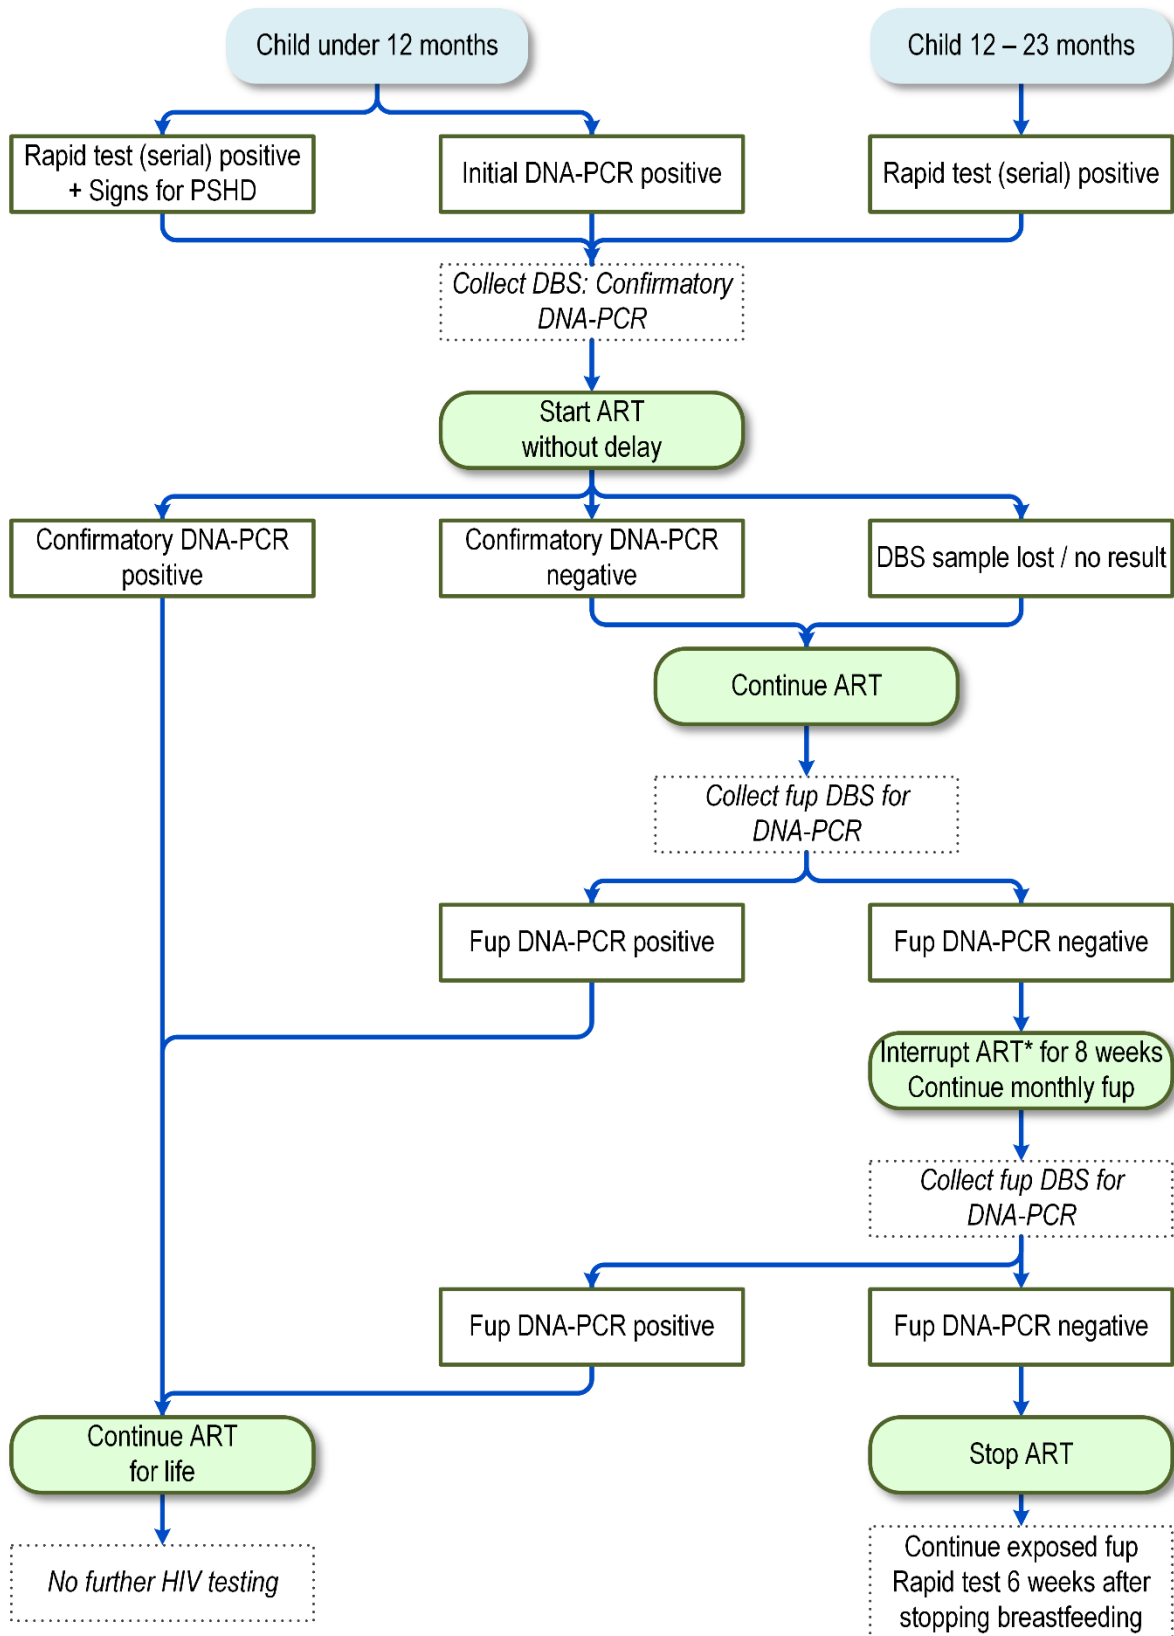 Child under 12 months
Child 12 – 23 months
Rapid test (serial) positive
+ Signs for PSHD
Initial DNA-PCR positive
Rapid test (serial) positive
Collect DBS: Confirmatory
DNA-PCR
Start ART
without delay
Confirmatory DNA-PCR
positive
Confirmatory DNA-PCR
negative
DBS sample lost / no result
Continue ART
Collect fup DBS for
DNA-PCR
Fup DNA-PCR positive
Fup DNA-PCR negative
Interrupt ART* for 8 weeks
Continue monthly fup
Collect fup DBS for
DNA-PCR
Fup DNA-PCR positive
Fup DNA-PCR negative
Continue ART
for life
Stop ART
No further HIV testing
Continue exposed fup
Rapid test 6 weeks after
stopping breastfeeding